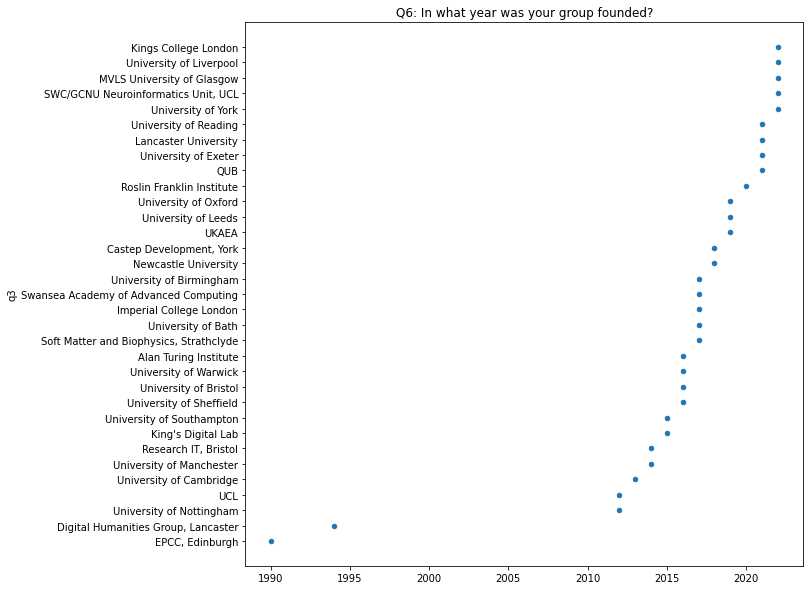 Q6: In what year was your group founded?
Kings College London
University of Liverpool
MVLS University of Glasgow
SWC/GCNU Neuroinformatics Unit, UCL
University of York
University of Reading
Lancaster University
University of Exeter
QUB
Roslin Franklin Institute
University of Oxford
University of Leeds
UKAEA
Castep Development, York
Newcastle University
University of Birmingham
q3
Swansea Academy of Advanced Computing
Imperial College London
University of Bath
Soft Matter and Biophysics, Strathclyde
Alan Turing Institute
University of Warwick
University of Bristol
University of Sheffield
University of Southampton
King's Digital Lab
Research IT, Bristol
University of Manchester
University of Cambridge
UCL
University of Nottingham
Digital Humanities Group, Lancaster
EPCC, Edinburgh
1990 1995 2000 2005 2010 2015 2020